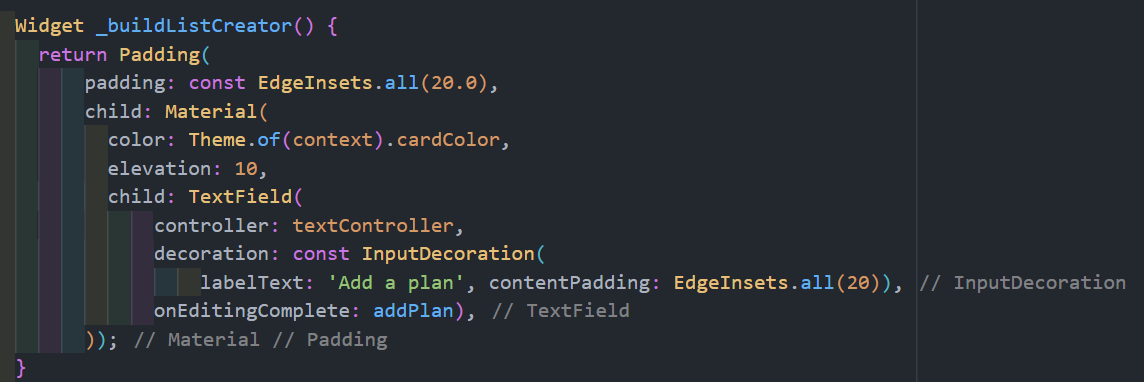 Widget _buildListCreator() {
  return Padding(
      padding: const EdgeInsets.all(20.0),
      child: Material(
        color: Theme.of(context).cardColor,
        elevation: 10,
        child: TextField(
            controller: textController,
            decoration: const InputDecoration(
                labelText: 'Add a plan', contentPadding: EdgeInsets.all(20)), // InputDecoration
            onEditingComplete: addPlan), // TextField
      )); // Material // Padding
}